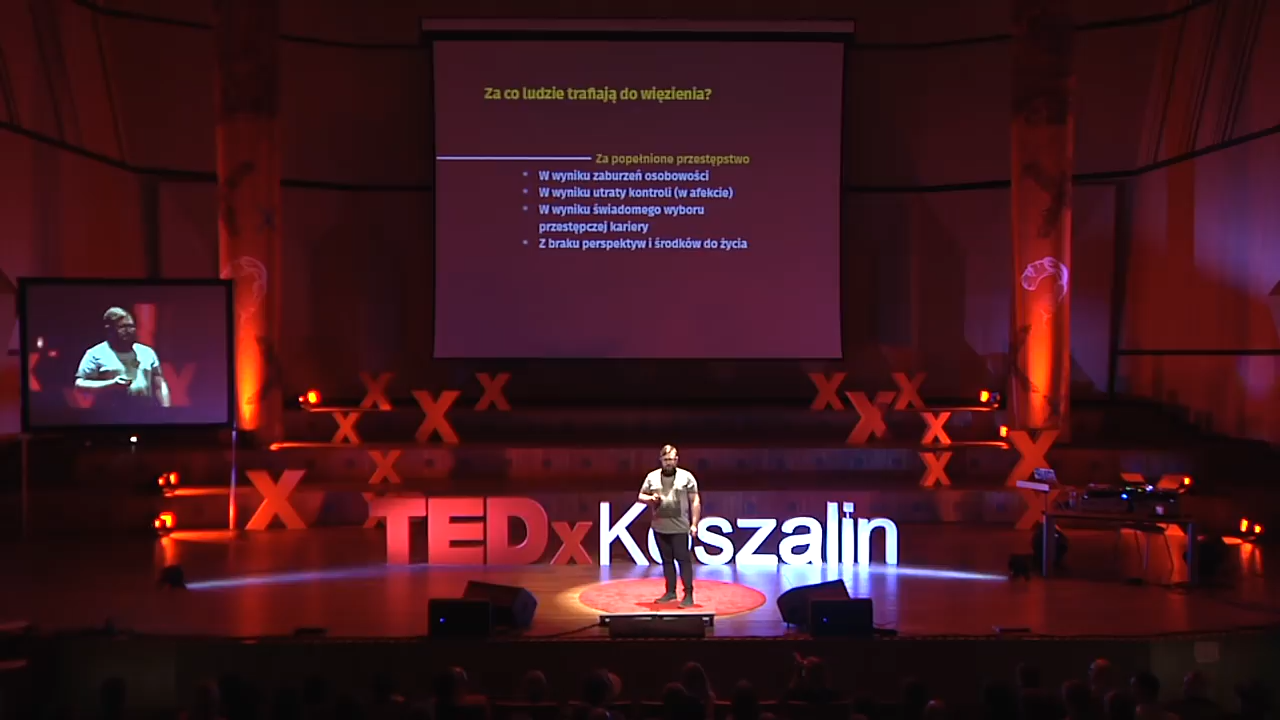 Za co ludzie trafiają do więzienia?
Za popełnione przestępstwo
• W wyniku zaburzeń osobowości
• W wyniku utraty kontroli (w afekcie)
• W wyniku świadomego wyboru
przestępczej kariery
• Z braku perspektyw i środków do życia
TEDxKoszalin